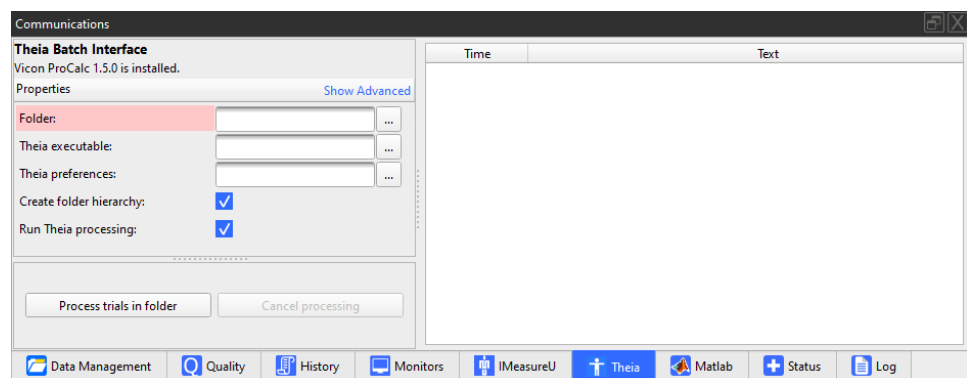 Communications
Theia Batch Interface
Vicon ProCalc 1.5.0 is installed.
Properties Show Advanced
Folder: ...
Theia executable: ...
Theia preferences: ...
Create folder hierarchy:
Run Theia processing:
Process trials in folder Cancel processing
Time Text
Data Management Quality History Monitors IMeasureU Theia Matlab Status Log